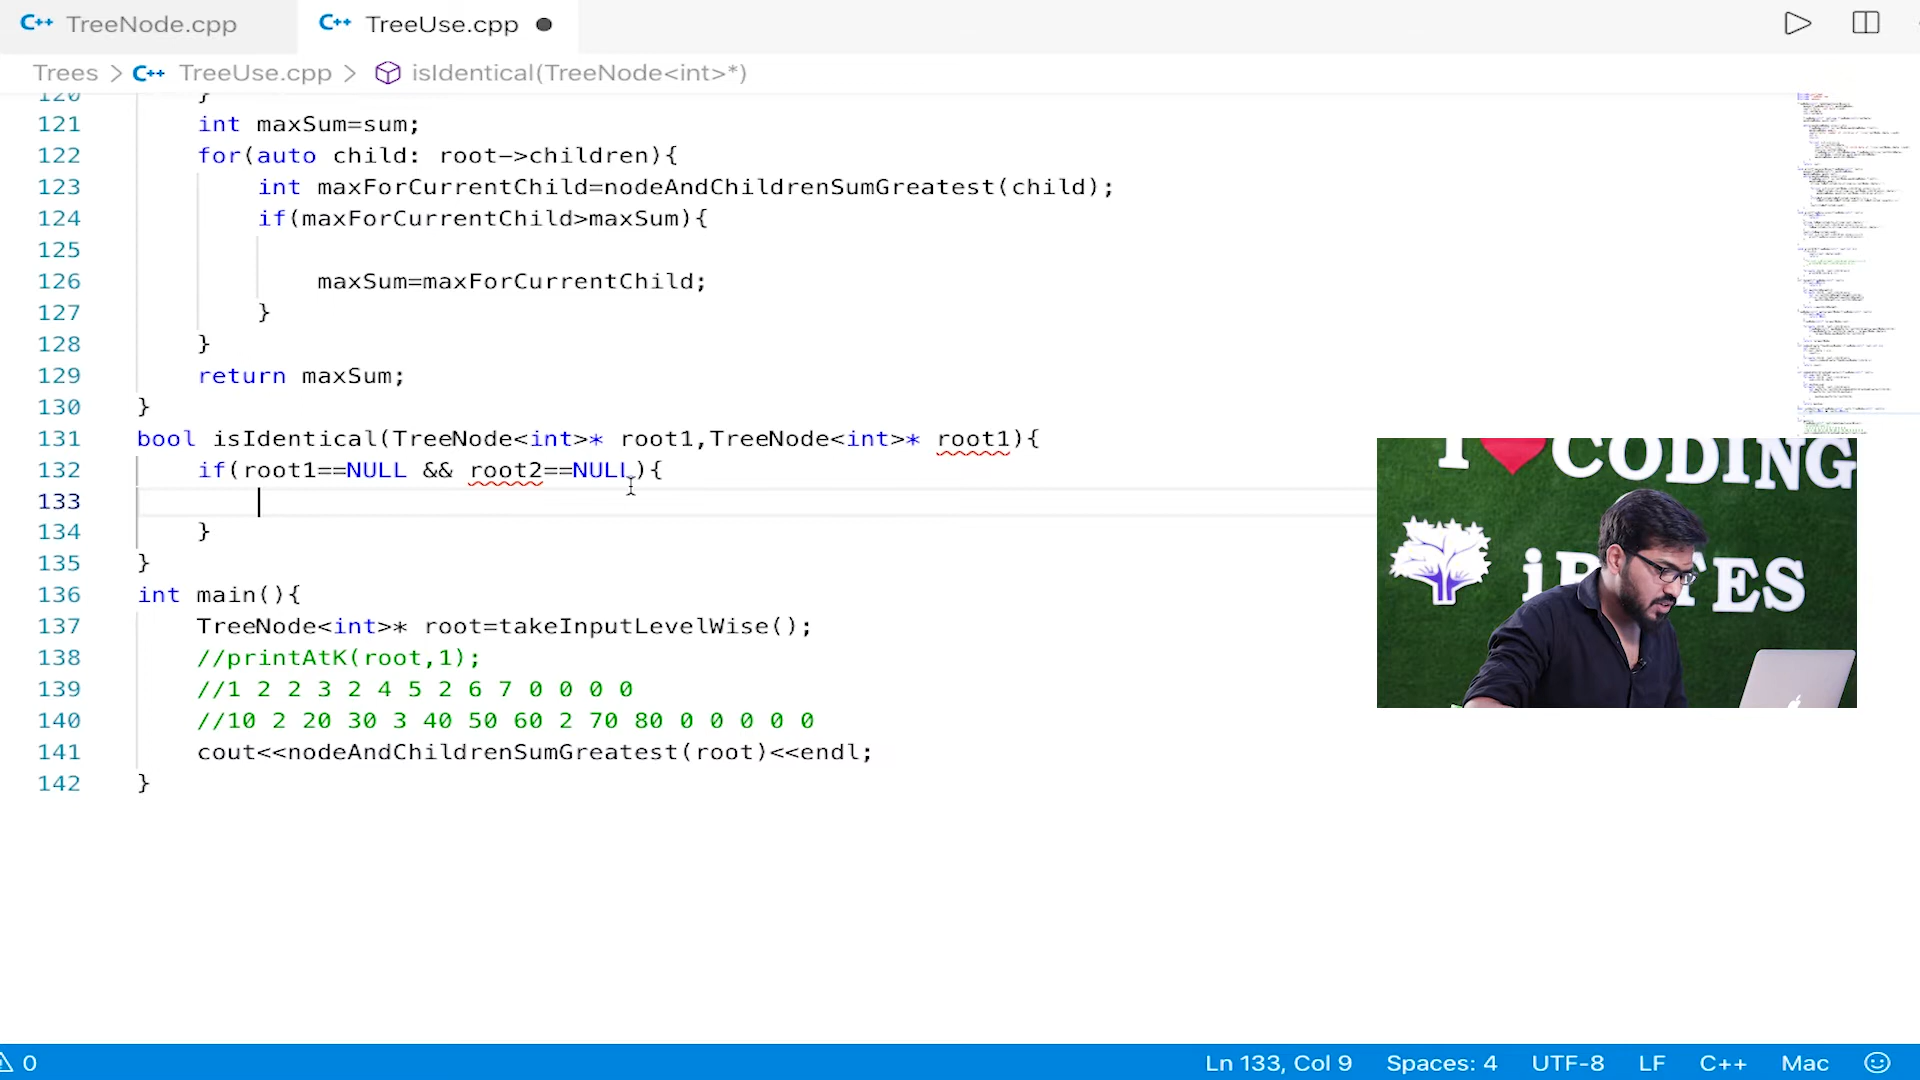 TreeNode.cpp
TreeUse.cpp
Trees > TreeUse.cpp > isIdentical(TreeNode<int>*)
120 }
121 int maxSum=sum;
122 for(auto child: root->children){
123 int maxForCurrentChild=nodeAndChildrenSumGreatest(child);
124 if(maxForCurrentChild>maxSum){
125
126 maxSum=maxForCurrentChild;
127 }
128 }
129 return maxSum;
130 }
131 bool isIdentical(TreeNode<int>* root1,TreeNode<int>* root1){
132 if(root1==NULL && root2==NULL){
133
134 }
135 }
136 int main(){
137 TreeNode<int>* root=takeInputLevelWise();
138 //printAtK(root,1);
139 //1 2 2 3 2 4 5 2 6 7 0 0 0 0
140 //10 2 20 30 3 40 50 60 2 70 80 0 0 0 0 0
141 cout<<nodeAndChildrenSumGreatest(root)<<endl;
142 }
I CODING
0
Ln 133, Col 9
Spaces: 4
UTF-8
LF
C++
Mac